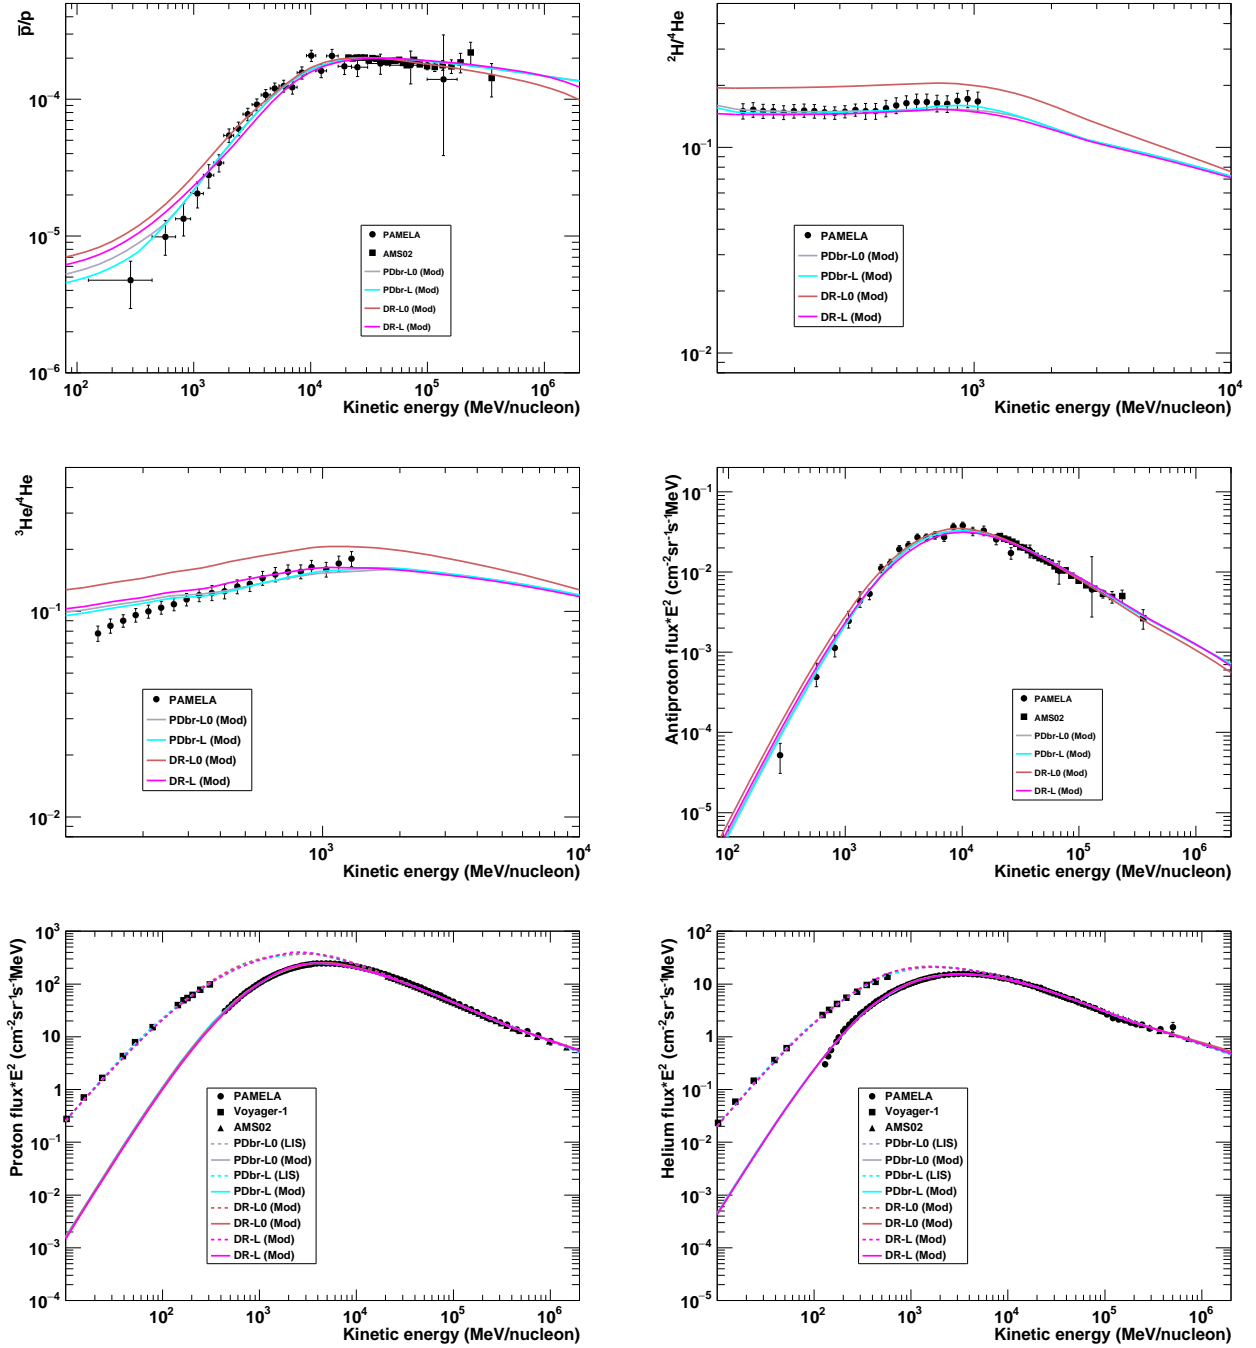 p̅/p
10⁻⁴
10⁻⁵
10⁻⁶
PAMELA
AMS02
PDbr-L0 (Mod)
PDbr-L (Mod)
DR-L0 (Mod)
DR-L (Mod)
10² 10³ 10⁴ 10⁵ 10⁶
Kinetic energy (MeV/nucleon)
²H/⁴He
10⁻¹
10⁻²
PAMELA
PDbr-L0 (Mod)
PDbr-L (Mod)
DR-L0 (Mod)
DR-L (Mod)
10³ 10⁴
Kinetic energy (MeV/nucleon)
³He/⁴He
10⁻¹
10⁻²
PAMELA
PDbr-L0 (Mod)
PDbr-L (Mod)
DR-L0 (Mod)
DR-L (Mod)
10³ 10⁴
Kinetic energy (MeV/nucleon)
Antiproton flux*E² (cm⁻²sr⁻¹s⁻¹MeV)
10⁻¹
10⁻²
10⁻³
10⁻⁴
10⁻⁵
PAMELA
AMS02
PDbr-L0 (Mod)
PDbr-L (Mod)
DR-L0 (Mod)
DR-L (Mod)
10² 10³ 10⁴ 10⁵ 10⁶
Kinetic energy (MeV/nucleon)
Proton flux*E² (cm⁻²sr⁻¹s⁻¹MeV)
10³
10²
10
1
10⁻¹
10⁻²
10⁻³
10⁻⁴
PAMELA
Voyager-1
AMS02
PDbr-L0 (LIS)
PDbr-L0 (Mod)
PDbr-L (LIS)
PDbr-L (Mod)
DR-L0 (Mod)
DR-L0 (Mod)
DR-L (Mod)
DR-L (Mod)
10² 10³ 10⁴ 10⁵ 10⁶
Kinetic energy (MeV/nucleon)
Helium flux*E² (cm⁻²sr⁻¹s⁻¹MeV)
10²
10
1
10⁻¹
10⁻²
10⁻³
10⁻⁴
10⁻⁵
PAMELA
Voyager-1
AMS02
PDbr-L0 (LIS)
PDbr-L0 (Mod)
PDbr-L (LIS)
PDbr-L (Mod)
DR-L0 (Mod)
DR-L0 (Mod)
DR-L (Mod)
DR-L (Mod)
10² 10³ 10⁴ 10⁵ 10⁶
Kinetic energy (MeV/nucleon)